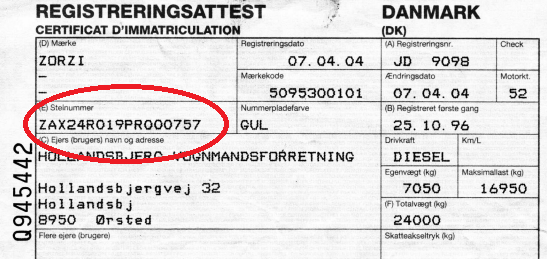 REGISTRERINGSATTEST DANMARK
CERTIFICAT D'IMMATRICULATION (DK)
(D) Mærke Registreringsdato (A) Registreringsnr. Check
ZORZI 07.04.04 JD 9098
– Mærkekode Ændringsdato Motorkt.
– 5095300101 07.04.04 52
(E) Stelnummer Nummerpladefarve (B) Registreret første gang
ZAX24R019PR000757 GUL 25.10.96
(C) Ejers (brugers) navn og adresse Drivkraft Km/L
HOLLANDSBJERG VOGNMANDSFORRETNING DIESEL
Egenvægt (kg) Maksimallast (kg)
Hollandsbjergvej 32 7050 16950
Hollandsbj (F) Totalvægt (kg)
8950 Ørsted 24000
Flere ejere (brugere) Skatteakseltryk (kg)
Q945442